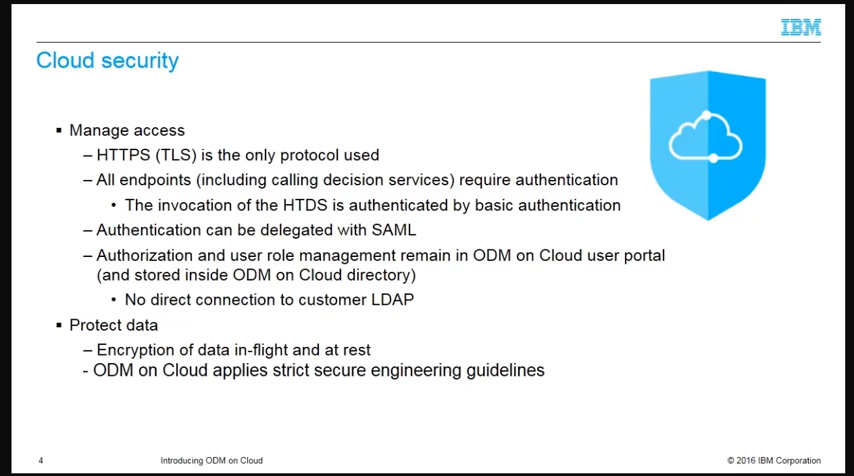 IBM
Cloud security
▪ Manage access
– HTTPS (TLS) is the only protocol used
– All endpoints (including calling decision services) require authentication
• The invocation of the HTDS is authenticated by basic authentication
– Authentication can be delegated with SAML
– Authorization and user role management remain in ODM on Cloud user portal
(and stored inside ODM on Cloud directory)
• No direct connection to customer LDAP
▪ Protect data
– Encryption of data in-flight and at rest
- ODM on Cloud applies strict secure engineering guidelines
4 Introducing ODM on Cloud © 2016 IBM Corporation